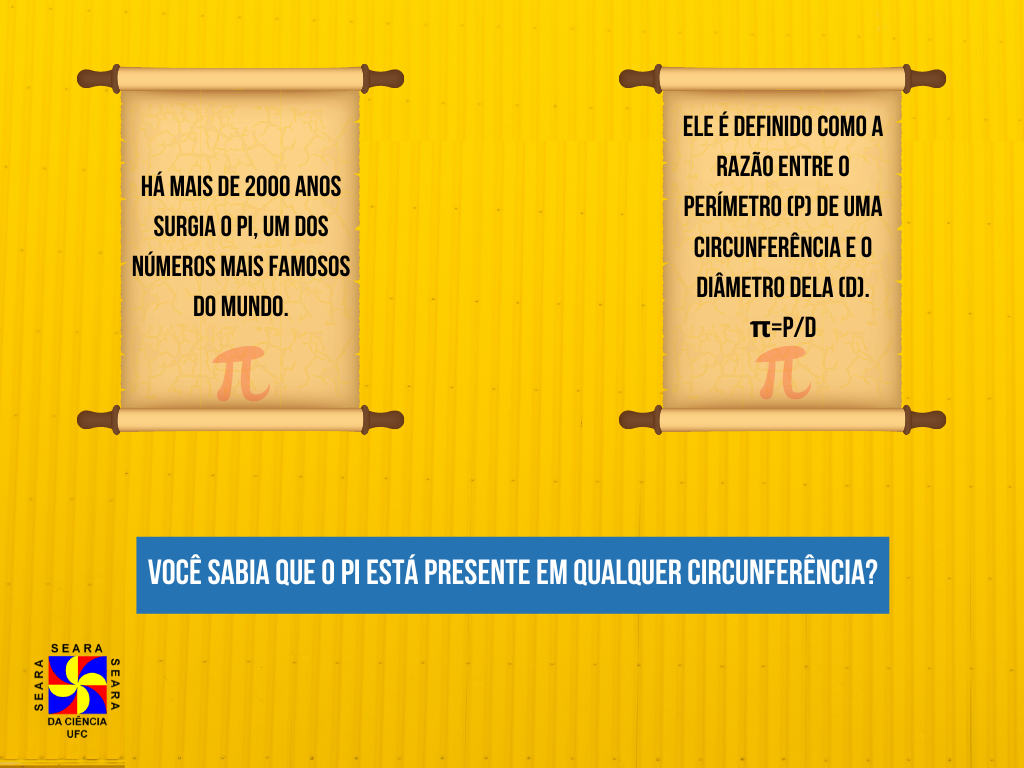 HÁ MAIS DE 2000 ANOS
SURGIA O PI, UM DOS
NÚMEROS MAIS FAMOSOS
DO MUNDO.
π
ELE É DEFINIDO COMO A
RAZÃO ENTRE O
PERÍMETRO (P) DE UMA
CIRCUNFERÊNCIA E O
DIÂMETRO DELA (D).
π=P/D
π
VOCÊ SABIA QUE O PI ESTÁ PRESENTE EM QUALQUER CIRCUNFERÊNCIA?
SEARA
SEARA
SEARA
DA CIÊNCIA
UFC